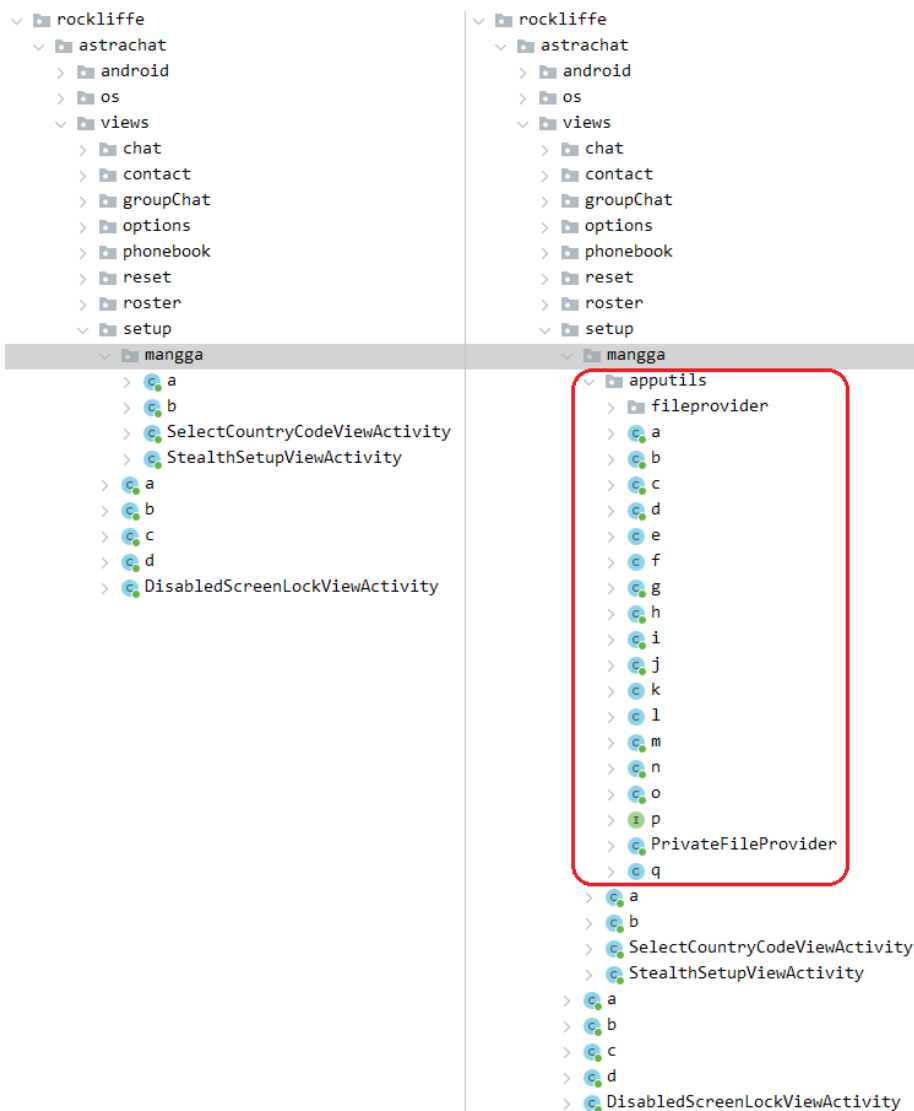 rockliffe
astrachat
android
os
views
chat
contact
groupChat
options
phonebook
reset
roster
setup
mangga
a
b
SelectCountryCodeViewActivity
StealthSetupViewActivity
a
b
c
d
DisabledScreenLockViewActivity
rockliffe
astrachat
android
os
views
chat
contact
groupChat
options
phonebook
reset
roster
setup
mangga
apputils
fileprovider
a
b
c
d
e
f
g
h
i
j
k
l
m
n
o
p
PrivateFileProvider
q
a
b
SelectCountryCodeViewActivity
StealthSetupViewActivity
a
b
c
d
DisabledScreenLockViewActivity